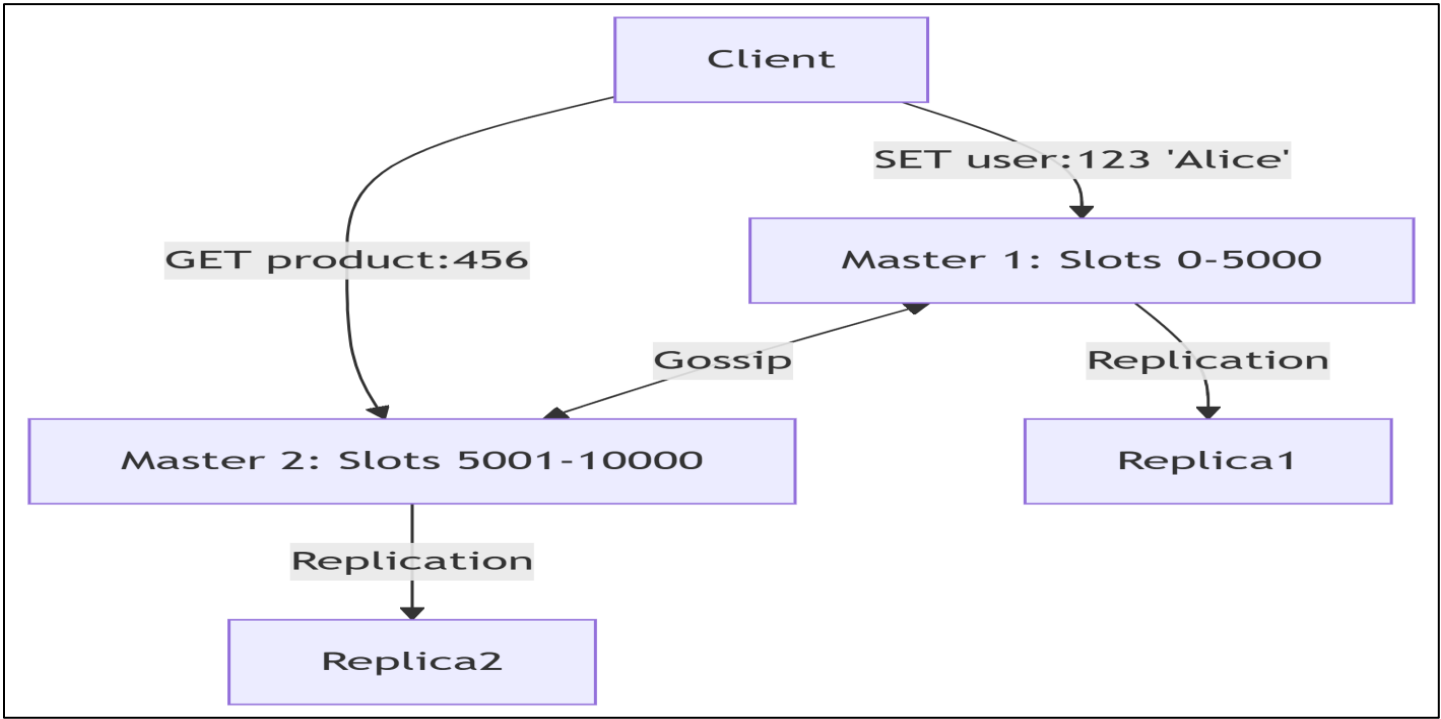 Client
SET user:123 'Alice'
GET product:456
Master 1: Slots 0-5000
Gossip
Replication
Master 2: Slots 5001-10000
Replica1
Replication
Replica2